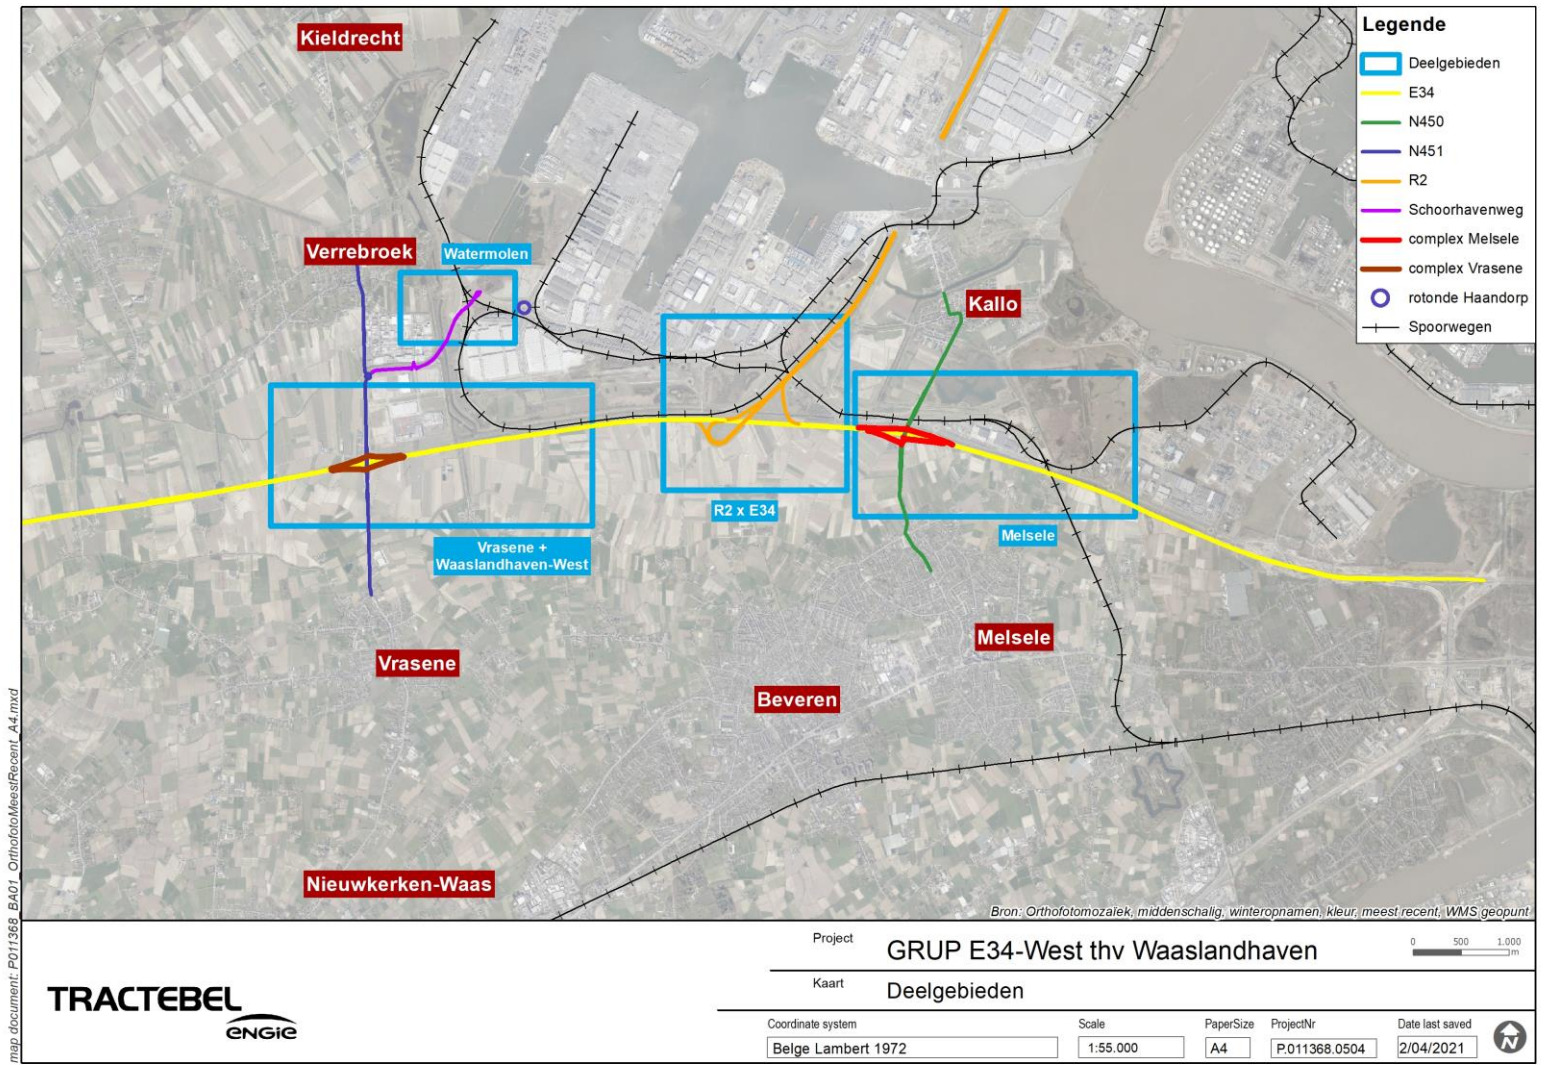 Kieldrecht
Legende
Deelgebieden
E34
N450
N451
R2
Schoorhavenweg
complex Melsele
complex Vrasene
rotonde Haandorp
Spoorwegen
Verrebroek
Watermolen
Kallo
R2 x E34
Melsele
Vrasene +
Waaslandhaven-West
Melsele
Vrasene
Beveren
Nieuwkerken-Waas
Bron: Orthofotomozaïek, middenschalig, winteropnamen, kleur, meest recent, WMS geopunt
map document: P011368_BA01_OrthofotoMeestRecent_A4.mxd
Project
GRUP E34-West thv Waaslandhaven
0 500 1.000
m
Kaart
Deelgebieden
TRACTEBEL
ENGIE
Coordinate system
Belge Lambert 1972
Scale
1:55.000
PaperSize
A4
ProjectNr
P.011368.0504
Date last saved
2/04/2021
N